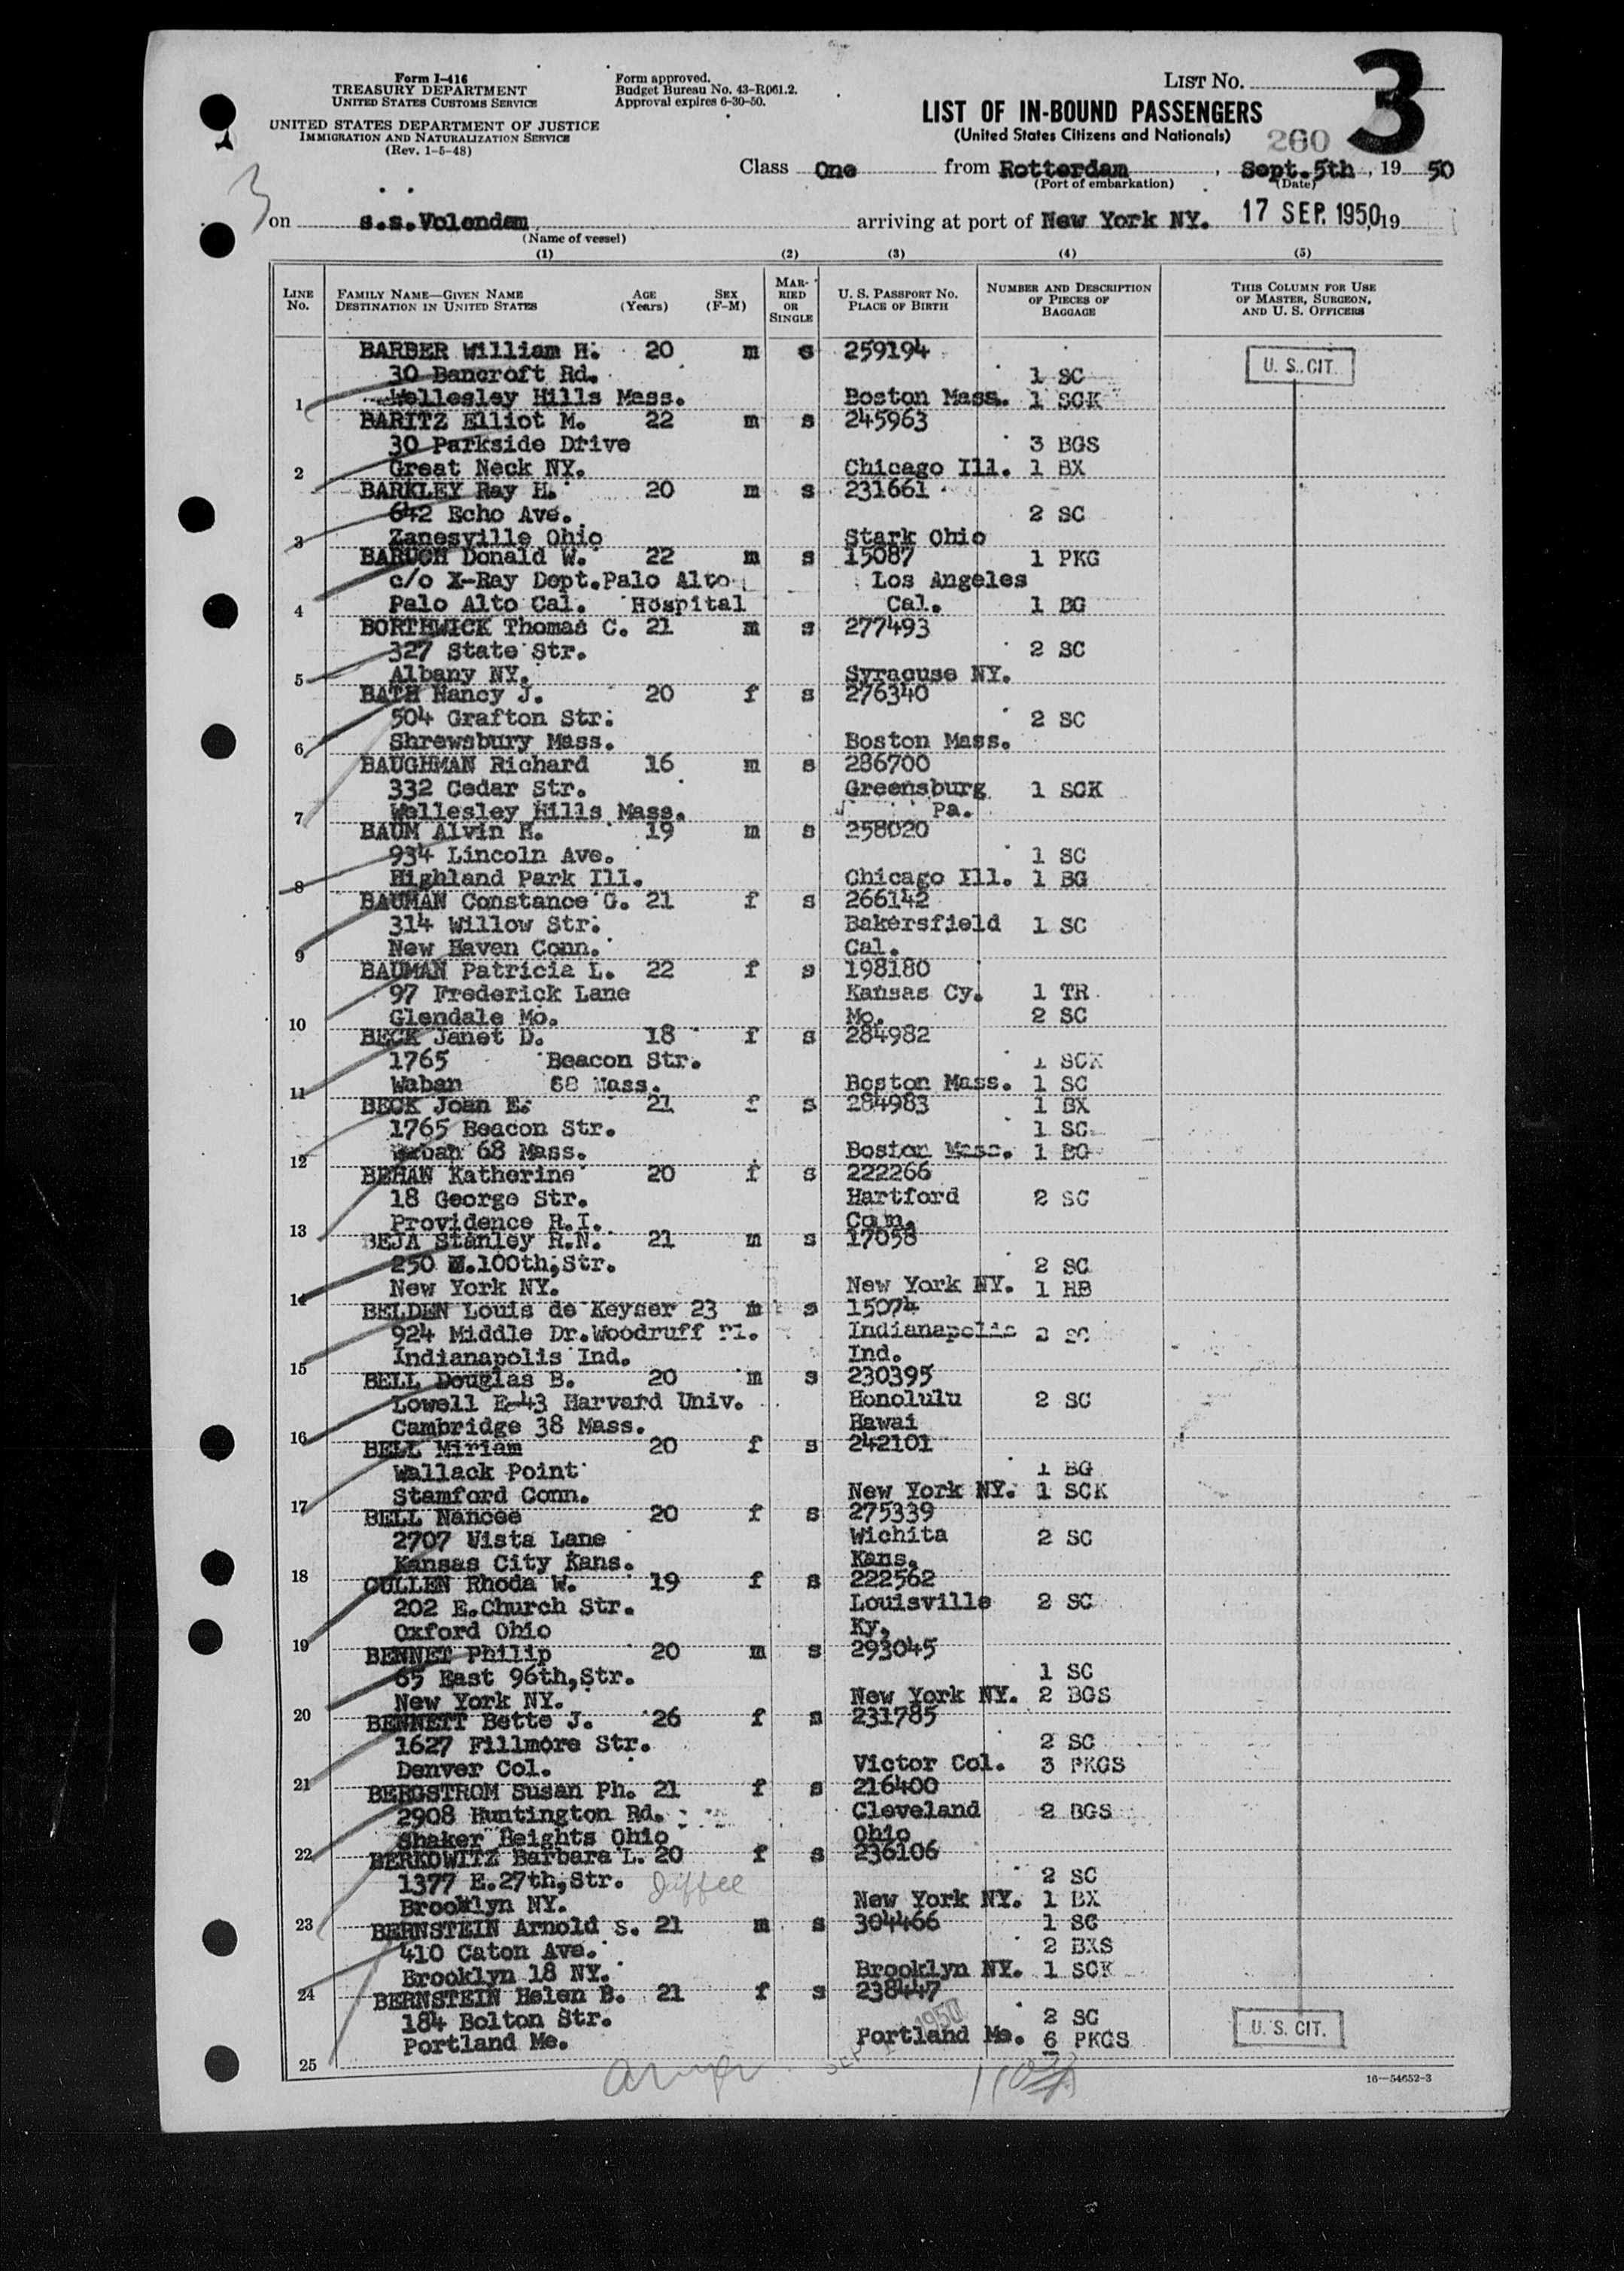 Form I-416
TREASURY DEPARTMENT
UNITED STATES CUSTOMS SERVICE
UNITED STATES DEPARTMENT OF JUSTICE
IMMIGRATION AND NATURALIZATION SERVICE
(Rev. 1-5-48)
Form approved.
Budget Bureau No. 43-R061.2.
Approval expires 6-30-50.
LIST NO. 3
LIST OF IN-BOUND PASSENGERS
(United States Citizens and Nationals)
260
Class One from Rotterdam, Sept.5th, 19 50
(Port of embarkation) (Date)
3
on s.s.Volendam arriving at port of New York NY. 17 SEP. 1950, 19
(Name of vessel)
(1) (2) (3) (4) (5)
LINE NO. FAMILY NAME—GIVEN NAME DESTINATION IN UNITED STATES AGE (Years) SEX (F-M) MARRIED OR SINGLE U. S. PASSPORT NO. PLACE OF BIRTH NUMBER AND DESCRIPTION OF PIECES OF BAGGAGE THIS COLUMN FOR USE OF MASTER, SURGEON, AND U. S. OFFICERS
BARBER William H. 20 m s 259194 U. S. CIT.
30 Bancroft Rd. 1 SC
1 Wellesley Hills Mass. Boston Mass. 1 SCK
BARITZ Elliot M. 22 m s 245963
30 Parkside Drive 3 BGS
2 Great Neck NY. Chicago Ill. 1 BX
BARKLEY Ray H. 20 m s 231661
642 Echo Ave. 2 SC
3 Zanesville Ohio Stark Ohio
BARUCH Donald W. 22 m s 15087 1 PKG
c/o X-Ray Dept.Palo Alto Los Angeles
4 Palo Alto Cal. Hospital Cal. 1 BG
BORTHWICK Thomas C. 21 m s 277493
327 State Str. 2 SC
5 Albany NY. Syracuse NY.
BATH Nancy J. 20 f s 276340
504 Grafton Str. 2 SC
6 Shrewsbury Mass. Boston Mass.
BAUGHMAN Richard 16 m s 286700
332 Cedar Str. Greensburg 1 SCK
7 Wellesley Hills Mass. Pa.
BAUM Alvin H. 19 m s 258020
934 Lincoln Ave. 1 SC
8 Highland Park Ill. Chicago Ill. 1 BG
BAUMAN Constance G. 21 f s 266142
314 Willow Str. Bakersfield 1 SC
9 New Haven Conn. Cal.
BAUMAN Patricia L. 22 f s 198180
97 Frederick Lane Kansas Cy. 1 TR
10 Glendale Mo. Mo. 2 SC
BECK Janet D. 18 f s 284982
1765 Beacon Str. 1 SCK
11 Waban 68 Mass. Boston Mass. 1 SC
BECK Joan E. 21 f s 284983 1 BX
1765 Beacon Str. 1 SC
12 Waban 68 Mass. Boston Mass. 1 BG
BEHAN Katherine 20 f s 222266
18 George Str. Hartford 2 SC
13 Providence R.I. Conn.
BEJA Stanley R.N. 21 m s 17058
250 W.100th,Str. 2 SC
14 New York NY. New York NY. 1 HB
BELDEN Louis de Keyser 23 m s 15074
924 Middle Dr.Woodruff Pl. Indianapolis 2 SC
15 Indianapolis Ind. Ind.
BELL Douglas B. 20 m s 230395
Lowell E-43 Harvard Univ. Honolulu 2 SC
16 Cambridge 38 Mass. Hawai
BELL Miriam 20 f s 242101
Wallack Point 1 BG
17 Stamford Conn. New York NY. 1 SCK
BELL Nancee 20 f s 275339
2707 Vista Lane Wichita 2 SC
18 Kansas City Kans. Kans.
CULLEN Rhoda W. 19 f s 222562
202 E.Church Str. Louisville 2 SC
19 Oxford Ohio Ky.
BENNET Philip 20 m s 293045
65 East 96th,Str. 1 SC
20 New York NY. New York NY. 2 BGS
BENNETT Bette J. 26 f s 231785
1627 Fillmore Str. 2 SC
21 Denver Col. Victor Col. 3 PKGS
BERGSTROM Susan Ph. 21 f s 216400
2908 Huntington Rd. Cleveland 2 BGS
22 Shaker Heights Ohio Ohio
BERKOWITZ Barbara L. 20 f s 236106
1377 E.27th,Str. 2 SC
23 Brooklyn NY. New York NY. 1 BX
BERNSTEIN Arnold S. 21 m s 304466 1 SC
410 Caton Ave. 2 BXS
24 Brooklyn 18 NY. Brooklyn NY. 1 SCK
BERNSTEIN Helen B. 21 f s 238447
184 Bolton Str. 2 SC U. S. CIT.
25 Portland Me. Portland Me. 6 PKGS
SEP 1950
16—54652-3